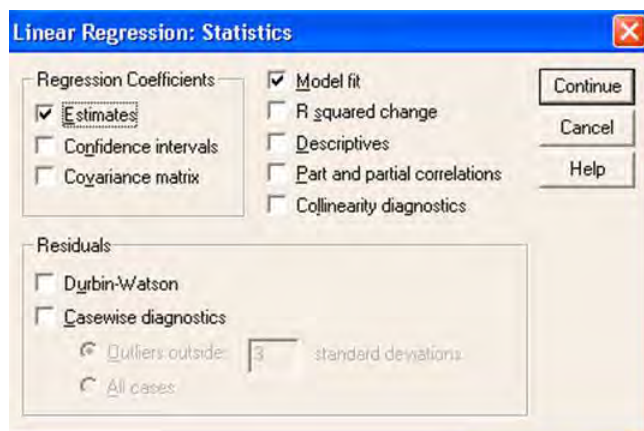 Linear Regression: Statistics
Regression Coefficients
Estimates
Confidence intervals
Covariance matrix
Model fit
R squared change
Descriptives
Part and partial correlations
Collinearity diagnostics
Continue
Cancel
Help
Residuals
Durbin-Watson
Casewise diagnostics
Outliers outside: 3 standard deviations
All cases